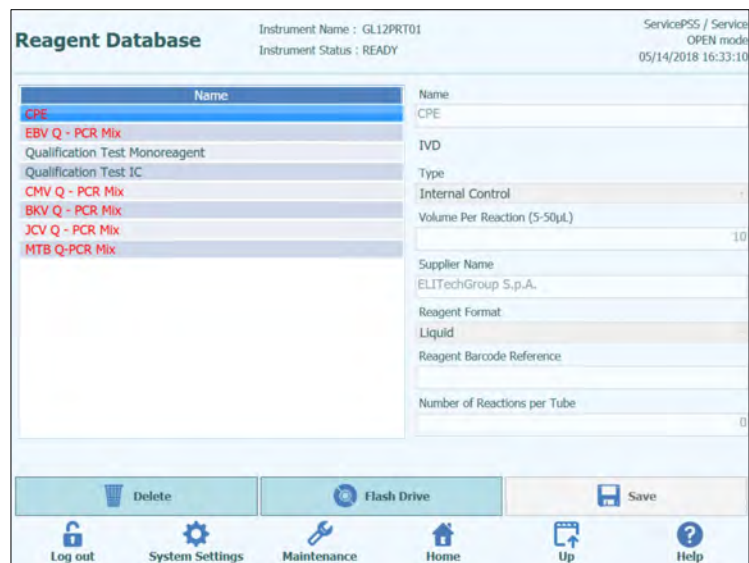 Reagent Database
Instrument Name : GL12PRT01
Instrument Status : READY
ServicePSS / Service
OPEN mode
05/14/2018 16:33:10
Name
CPE
EBV Q - PCR Mix
Qualification Test Monoreagent
Qualification Test IC
CMV Q - PCR Mix
BKV Q - PCR Mix
JCV Q - PCR Mix
MTB Q-PCR Mix
Name
CPE
IVD
Type
Internal Control
Volume Per Reaction (5-50μL)
10
Supplier Name
ELITechGroup S.p.A.
Reagent Format
Liquid
Reagent Barcode Reference
Number of Reactions per Tube
0
Delete
Flash Drive
Save
Log out
System Settings
Maintenance
Home
Up
Help